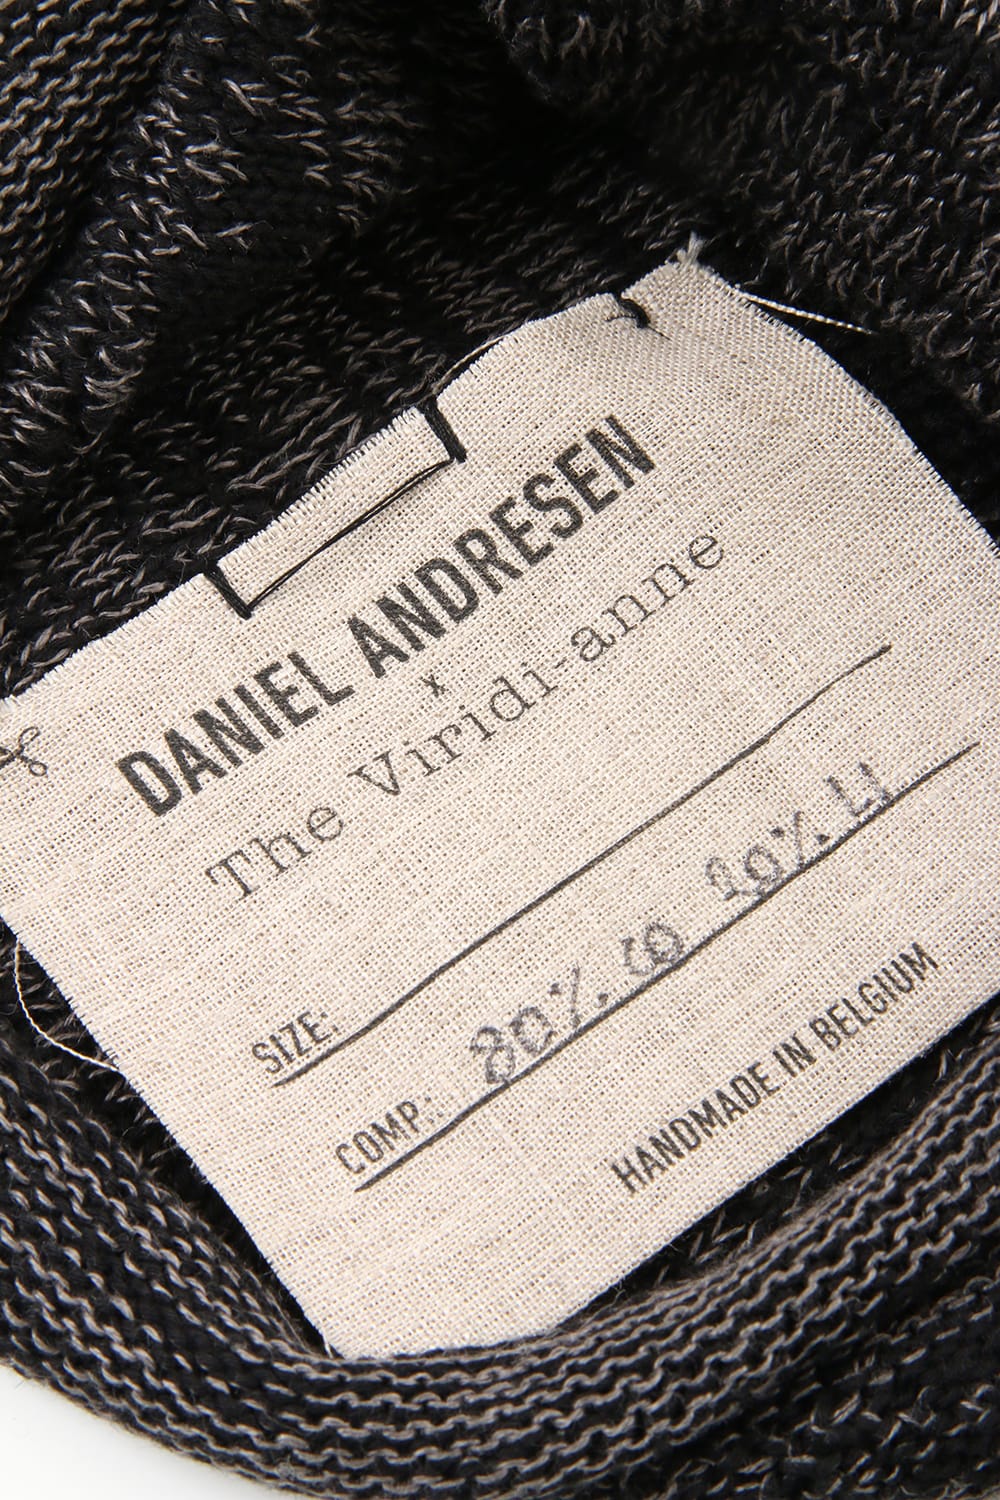 DANIEL ANDRESEN
x
The Viridi-anne
SIZE:
COMP: 80% CO 20% LI
HANDMADE IN BELGIUM